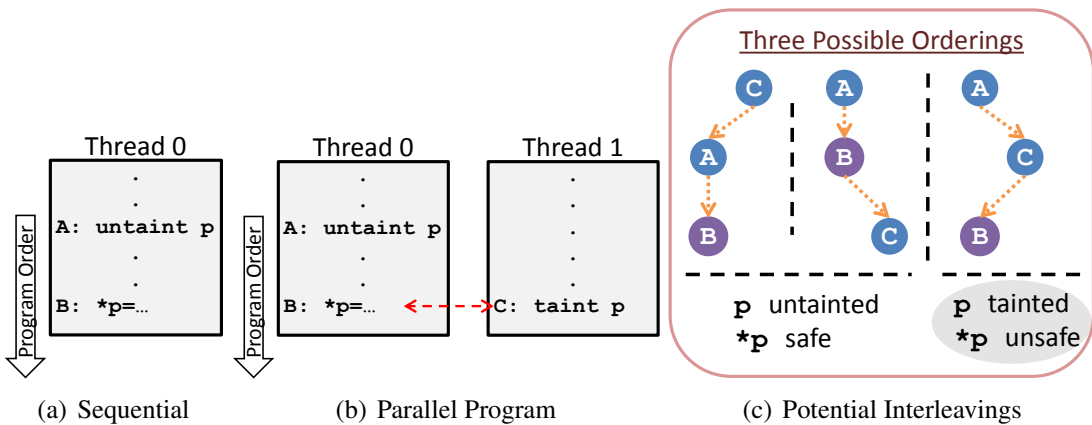 Thread 0
.
.
A: untaint p
.
.
B: *p=…
Program Order
(a) Sequential
Thread 0
.
.
A: untaint p
.
.
B: *p=…
Program Order
Thread 1
.
.
.
.
.
C: taint p
(b) Parallel Program
Three Possible Orderings
C
A
B
A
B
C
A
C
B
p untainted
*p safe
p tainted
*p unsafe
(c) Potential Interleavings